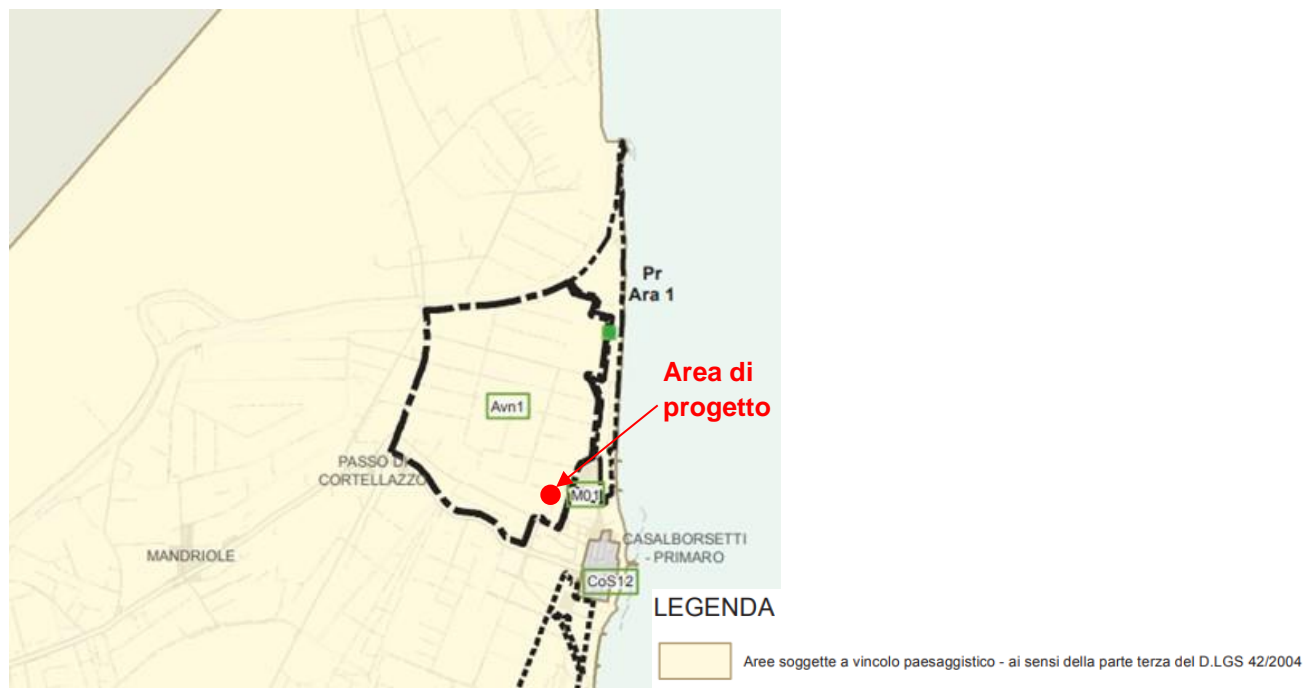 Pr
Ara 1
Area di
progetto
Avn1
PASSO DI
CORTELLAZZO
M01
MANDRIOLE
CASALBORSETTI
- PRIMARO
CoS12
LEGENDA
Aree soggette a vincolo paesaggistico - ai sensi della parte terza del D.LGS 42/2004